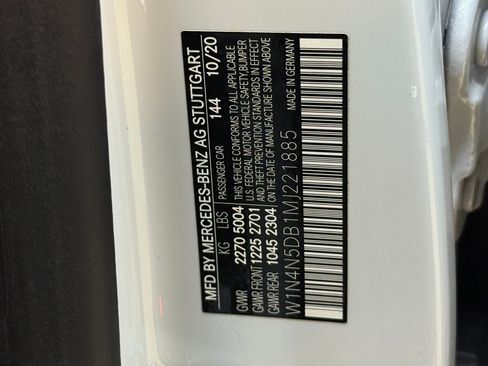 MFD BY MERCEDES-BENZ AG STUTTGART
KG LBS PASSENGER CAR 144 10/20
GVWR 2270 5004 THIS VEHICLE CONFORMS TO ALL APPLICABLE
GAWR FRONT 1225 2701 U.S. FEDERAL MOTOR VEHICLE SAFETY, BUMPER
GAWR REAR 1045 2304 AND THEFT PREVENTION STANDARDS IN EFFECT
ON THE DATE OF MANUFACTURE SHOWN ABOVE
W1N4N5DB1MJ221885 MADE IN GERMANY